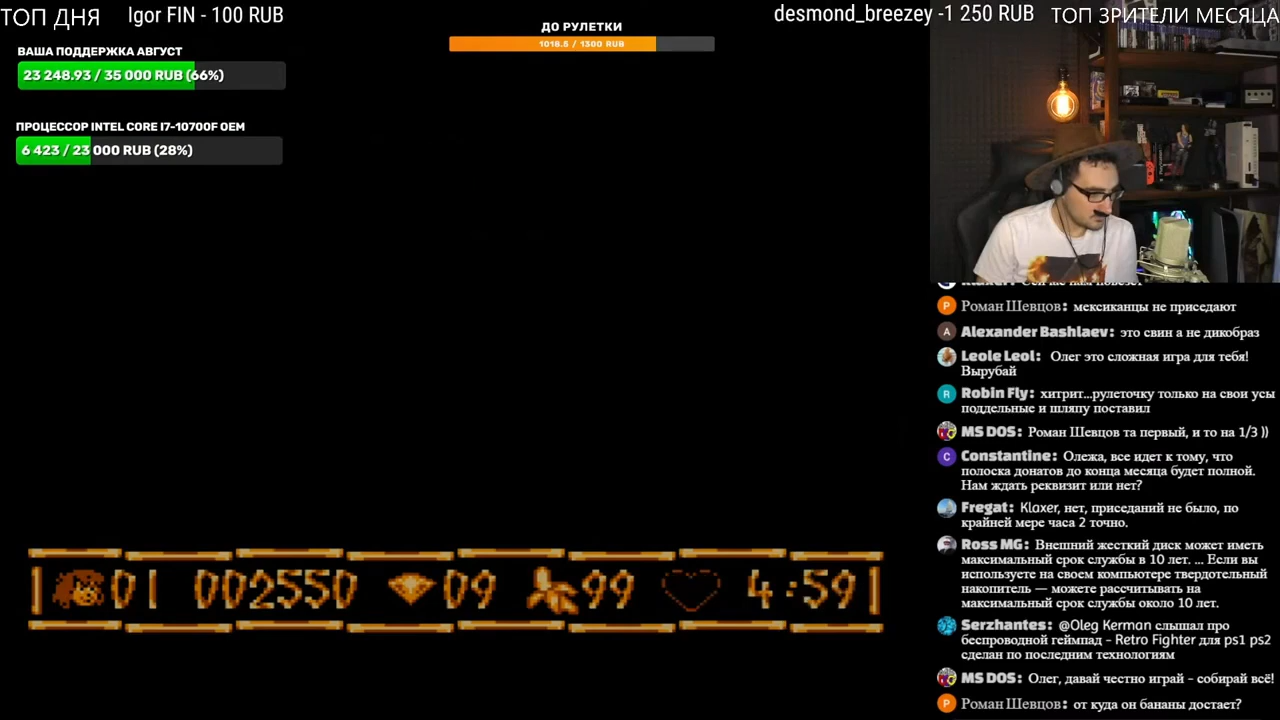 ТОП ДНЯ
Igor FIN - 100 RUB
ДО РУЛЕТКИ
1018.5 / 1300 RUB
desmond_breezey -1 250 RUB
ТОП ЗРИТЕЛИ МЕСЯЦА
ВАША ПОДДЕРЖКА АВГУСТ
23 248.93 / 35 000 RUB (66%)
ПРОЦЕССОР INTEL CORE I7-10700F OEM
6 423 / 23 000 RUB (28%)
Роман Шевцов: мексиканцы не приседают
Alexander Bashlaev: это свин а не дикобраз
Leole Leol: Олег это сложная игра для тебя!
Вырубай
Robin Fly: хитрит...рулеточку только на свои усы
поддельные и шляпу поставил
MS DOS: Роман Шевцов та первый, и то на 1/3 ))
Constantine: Олежа, все идет к тому, что
полоска донатов до конца месяца будет полной.
Нам ждать реквизит или нет?
Fregat: Klaxer, нет, приседаний не было, по
крайней мере часа 2 точно.
Ross MG: Внешний жесткий диск может иметь
максимальный срок службы в 10 лет. ... Если вы
используете на своем компьютере твердотельный
накопитель — можете рассчитывать на
максимальный срок службы около 10 лет.
Serzhantes: @Oleg Kerman слышал про
беспроводной геймпад - Retro Fighter для ps1 ps2
сделан по последним технологиям
MS DOS: Олег, давай честно играй - собирай всё!
Роман Шевцов: от куда он бананы достает?
01 002550 09 99 4:59